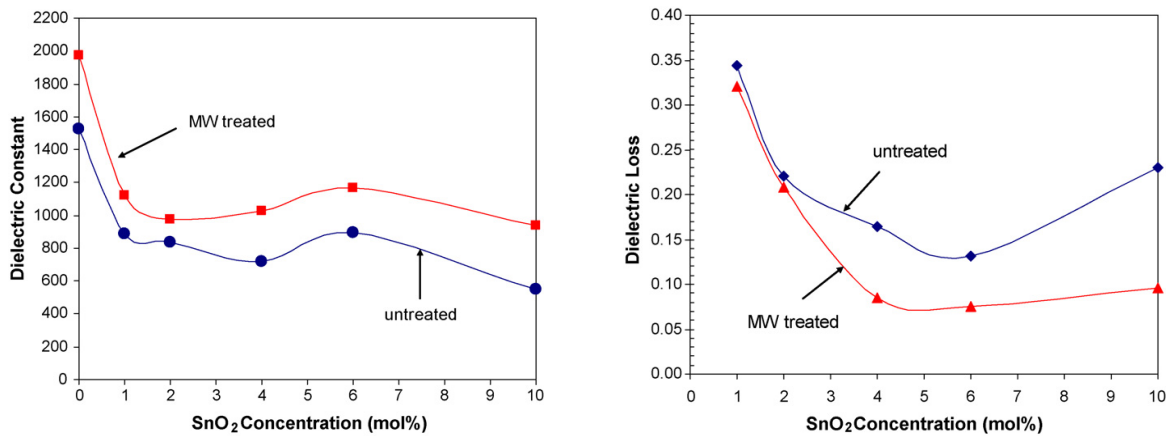 2200
2000
1800
1600
1400
1200
1000
800
600
400
200
0
Dielectric Constant
MW treated
untreated
0 1 2 3 4 5 6 7 8 9 10
SnO₂ Concentration (mol%)
0.40
0.35
0.30
0.25
0.20
0.15
0.10
0.05
0.00
Dielectric Loss
untreated
MW treated
0 1 2 3 4 5 6 7 8 9 10
SnO₂ Concentration (mol%)